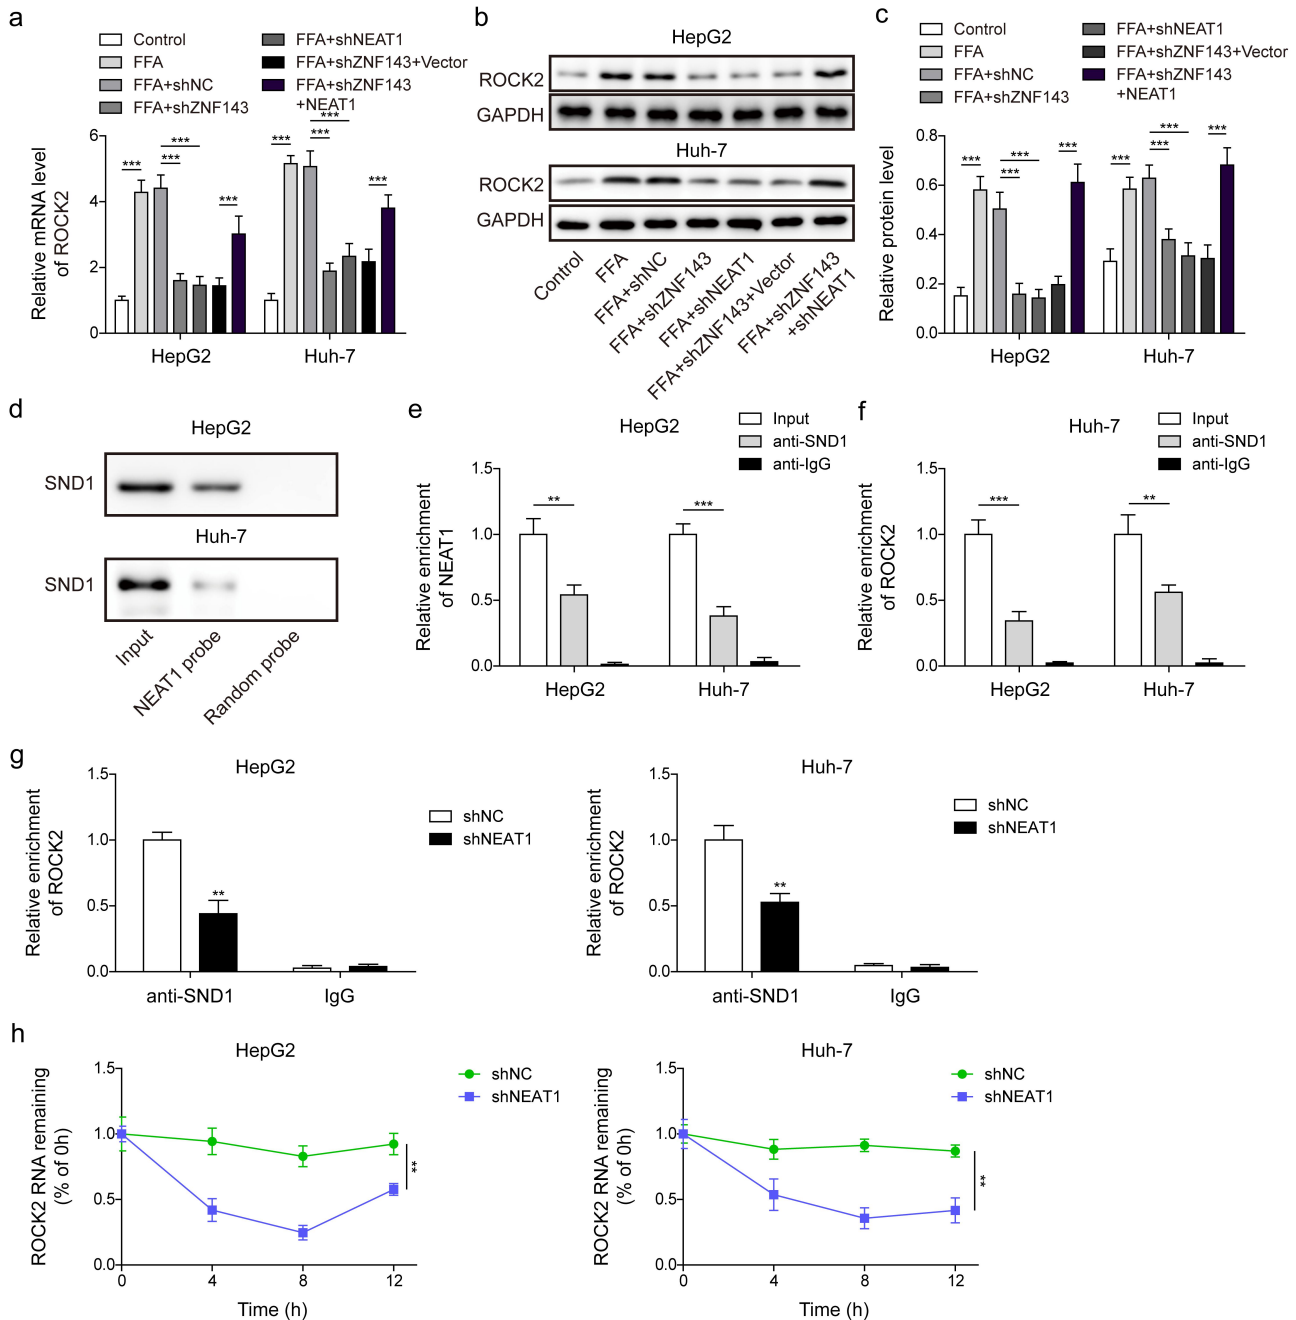 a
Control
FFA
FFA+shNC
FFA+shZNF143
FFA+shNEAT1
FFA+shZNF143+Vector
FFA+shZNF143
+NEAT1
Relative mRNA level
of ROCK2
6
4
2
0
*** *** *** ***
*** *** *** ***
HepG2 Huh-7
b
HepG2
ROCK2
GAPDH
Huh-7
ROCK2
GAPDH
Control
FFA
FFA+shNC
FFA+shZNF143
FFA+shNEAT1
FFA+shZNF143+Vector
FFA+shZNF143
+shNEAT1
c
Control
FFA
FFA+shNC
FFA+shZNF143
FFA+shNEAT1
FFA+shZNF143+Vector
FFA+shZNF143
+NEAT1
Relative protein level
0.8
0.6
0.4
0.2
0.0
*** *** *** ***
*** *** *** ***
HepG2 Huh-7
d
HepG2
SND1
Huh-7
SND1
Input
NEAT1 probe
Random probe
e
HepG2
Input
anti-SND1
anti-IgG
Relative enrichment
of NEAT1
1.5
1.0
0.5
0.0
** ***
HepG2 Huh-7
f
Huh-7
Input
anti-SND1
anti-IgG
Relative enrichment
of ROCK2
1.5
1.0
0.5
0.0
*** **
HepG2 Huh-7
g
HepG2
Relative enrichment
of ROCK2
1.5
1.0
0.5
0.0
**
anti-SND1 IgG
shNC
shNEAT1
Huh-7
Relative enrichment
of ROCK2
1.5
1.0
0.5
0.0
**
anti-SND1 IgG
shNC
shNEAT1
h
HepG2
ROCK2 RNA remaining
(% of 0h)
1.5
1.0
0.5
0.0
0 4 8 12
Time (h)
**
shNC
shNEAT1
Huh-7
ROCK2 RNA remaining
(% of 0h)
1.5
1.0
0.5
0.0
0 4 8 12
Time (h)
**
shNC
shNEAT1